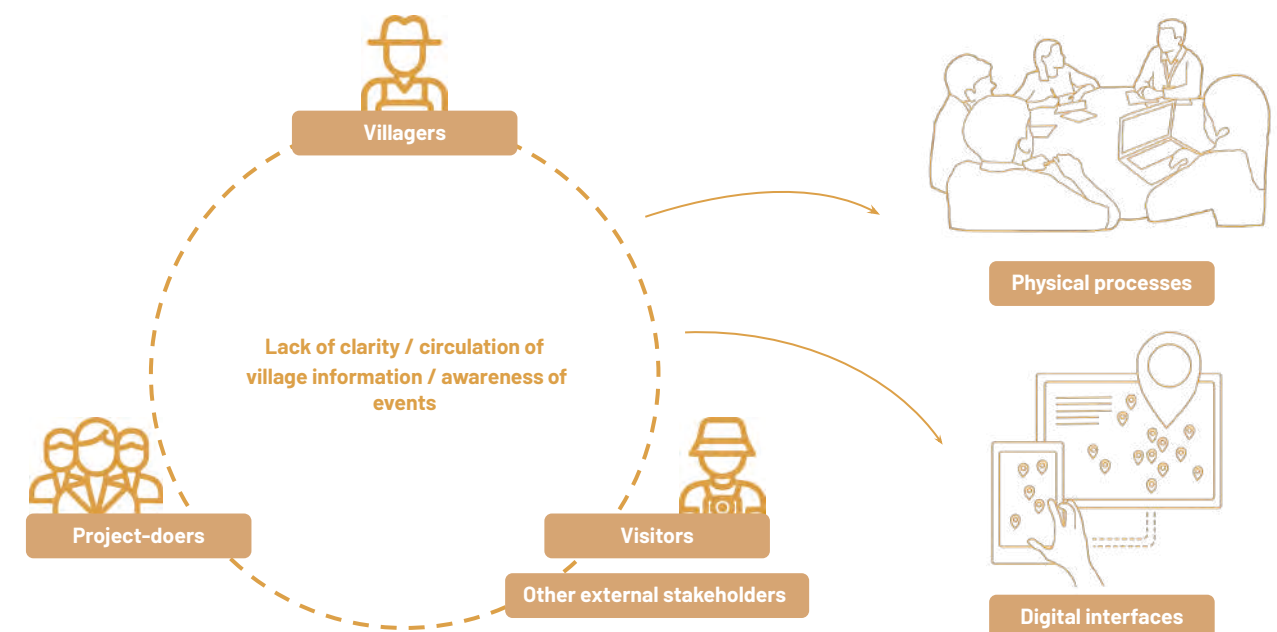 Villagers
Lack of clarity / circulation of
village information / awareness of
events
Project-doers
Visitors
Other external stakeholders
Physical processes
Digital interfaces